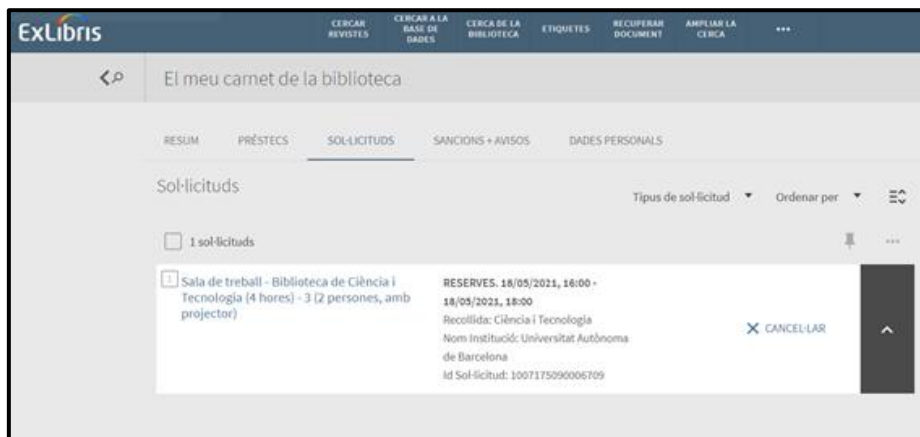 ExLibris
CERCAR
REVISTES
CERCAR A LA
BASE DE
DADES
CERCA DE LA
BIBLIOTECA
ETIQUETES
RECUPERAR
DOCUMENT
AMPLIAR LA
CERCA
El meu carnet de la biblioteca
RESUM PRÉSTECS SOL·LICITUDS SANCIONS + AVISOS DADES PERSONALS
Sol·licituds
Tipus de sol·licitud Ordenar per
1 sol·licituds
1
Sala de treball - Biblioteca de Ciència i
Tecnologia (4 hores) - 3 (2 persones, amb
projector)
RESERVES. 18/05/2021, 16:00 -
18/05/2021, 18:00
Recollida: Ciència i Tecnologia
Nom Institució: Universitat Autònoma
de Barcelona
Id Sol·licitud: 1007175090006709
CANCEL·LAR